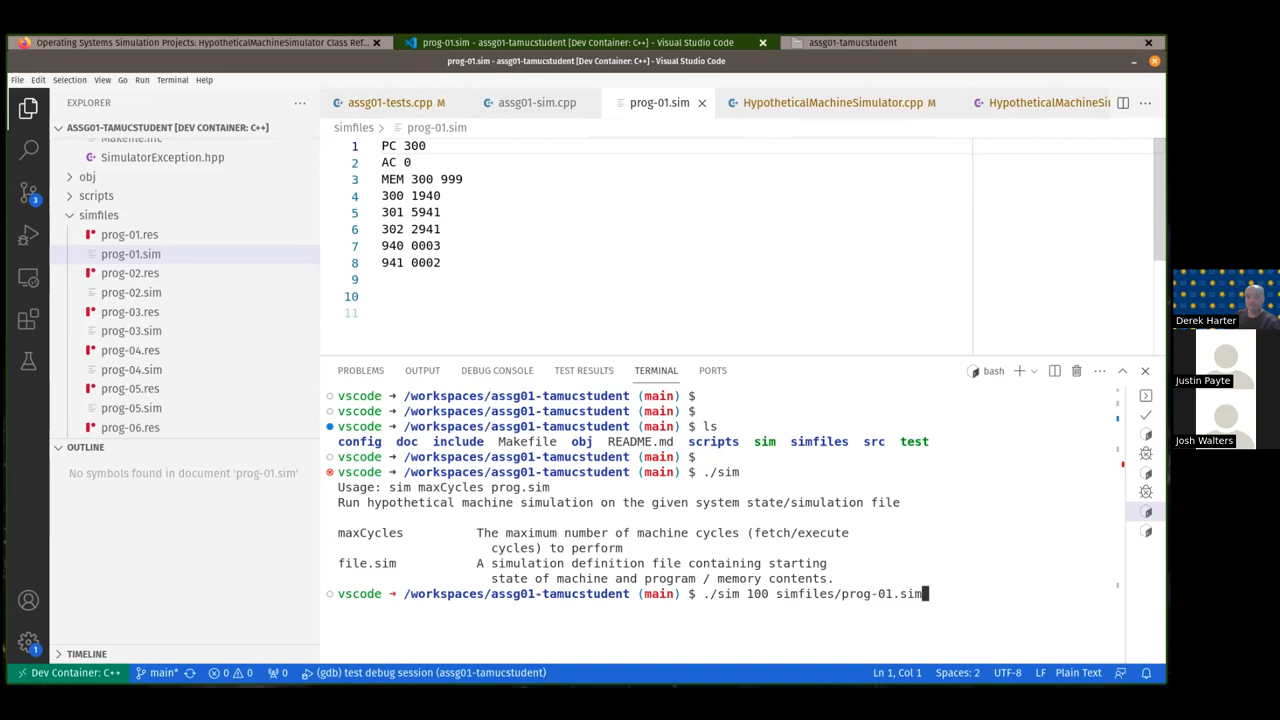 Operating Systems Simulation Projects: HypotheticalMachineSimulator Class Ref...
prog-01.sim - assg01-tamucstudent [Dev Container: C++] - Visual Studio Code
assg01-tamucstudent
prog-01.sim - assg01-tamucstudent [Dev Container: C++] - Visual Studio Code
File Edit Selection View Go Run Terminal Help
EXPLORER
assg01-tests.cpp M
assg01-sim.cpp
prog-01.sim
HypotheticalMachineSimulator.cpp M
HypotheticalMachineSi
ASSG01-TAMUCSTUDENT [DEV CONTAINER: C++]
simfiles > prog-01.sim
Makefile.inc
SimulatorException.hpp
obj
scripts
simfiles
prog-01.res
prog-01.sim
prog-02.res
prog-02.sim
prog-03.res
prog-03.sim
prog-04.res
prog-04.sim
prog-05.res
prog-05.sim
prog-06.res
OUTLINE
No symbols found in document 'prog-01.sim'
TIMELINE
3
1
1 PC 300
2 AC 0
3 MEM 300 999
4 300 1940
5 301 5941
6 302 2941
7 940 0003
8 941 0002
9
10
11
PROBLEMS OUTPUT DEBUG CONSOLE TEST RESULTS TERMINAL PORTS
bash
vscode → /workspaces/assg01-tamucstudent (main) $
vscode → /workspaces/assg01-tamucstudent (main) $
vscode → /workspaces/assg01-tamucstudent (main) $ ls
config doc include Makefile obj README.md scripts sim simfiles src test
vscode → /workspaces/assg01-tamucstudent (main) $
vscode → /workspaces/assg01-tamucstudent (main) $ ./sim
Usage: sim maxCycles prog.sim
Run hypothetical machine simulation on the given system state/simulation file
maxCycles The maximum number of machine cycles (fetch/execute
cycles) to perform
file.sim A simulation definition file containing starting
state of machine and program / memory contents.
vscode → /workspaces/assg01-tamucstudent (main) $ ./sim 100 simfiles/prog-01.sim
Derek Harter
Justin Payte
Josh Walters
Dev Container: C++ main* 0 0 0 (gdb) test debug session (assg01-tamucstudent) Ln 1, Col 1 Spaces: 2 UTF-8 LF Plain Text